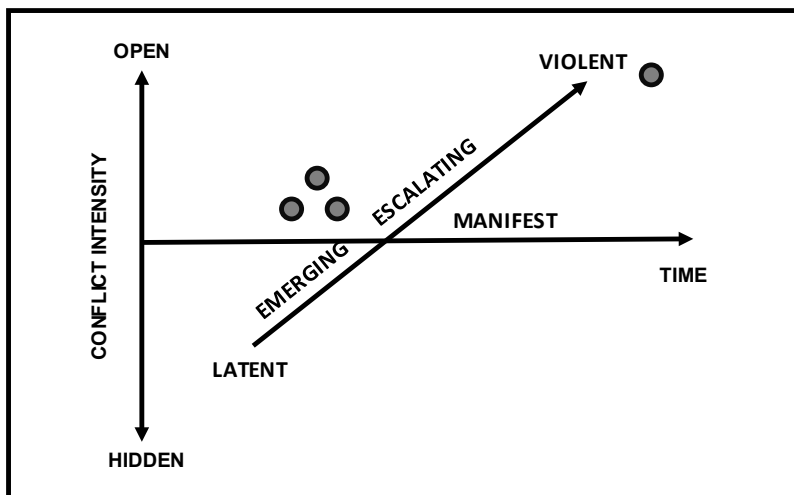 OPEN
VIOLENT
CONFLICT INTENSITY
ESCALATING
MANIFEST
EMERGING
TIME
LATENT
HIDDEN